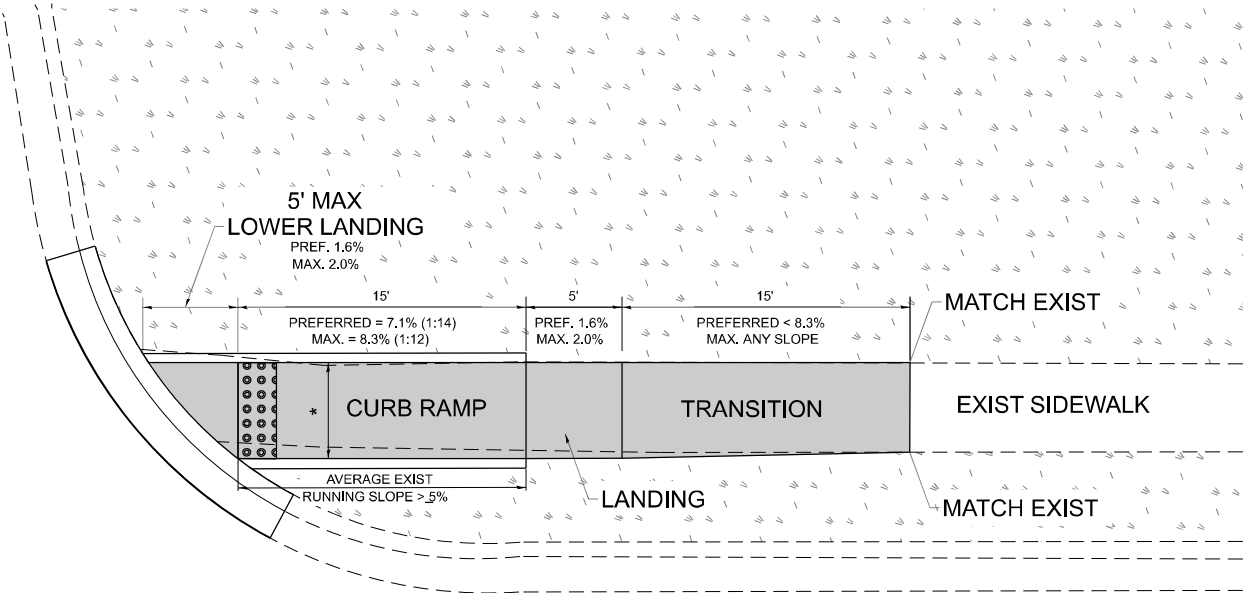 5' MAX
LOWER LANDING
PREF. 1.6%
MAX. 2.0%
15'
5'
15'
PREFERRED = 7.1% (1:14)
MAX. = 8.3% (1:12)
PREF. 1.6%
MAX. 2.0%
PREFERRED < 8.3%
MAX. ANY SLOPE
MATCH EXIST
*
CURB RAMP
TRANSITION
EXIST SIDEWALK
AVERAGE EXIST
RUNNING SLOPE > 5%
LANDING
MATCH EXIST